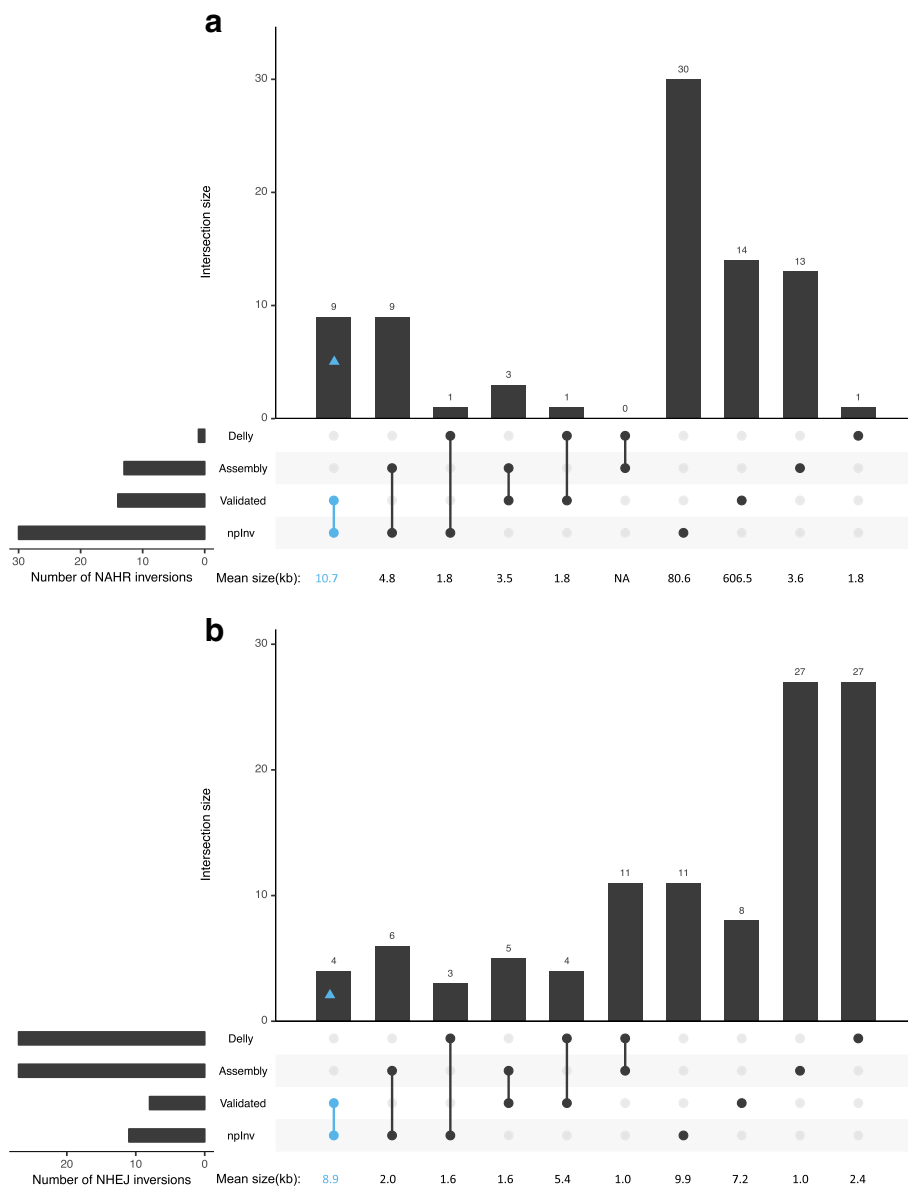 a
Intersection size
30
20
10
0
9
9
1
3
1
0
30
14
13
1
Delly
Assembly
Validated
npInv
30 20 10 0
Number of NAHR inversions
Mean size(kb): 10.7 4.8 1.8 3.5 1.8 NA 80.6 606.5 3.6 1.8
b
Intersection size
30
20
10
0
4
6
3
5
4
11
11
8
27
27
Delly
Assembly
Validated
npInv
20 10 0
Number of NHEJ inversions
Mean size(kb): 8.9 2.0 1.6 1.6 5.4 1.0 9.9 7.2 1.0 2.4